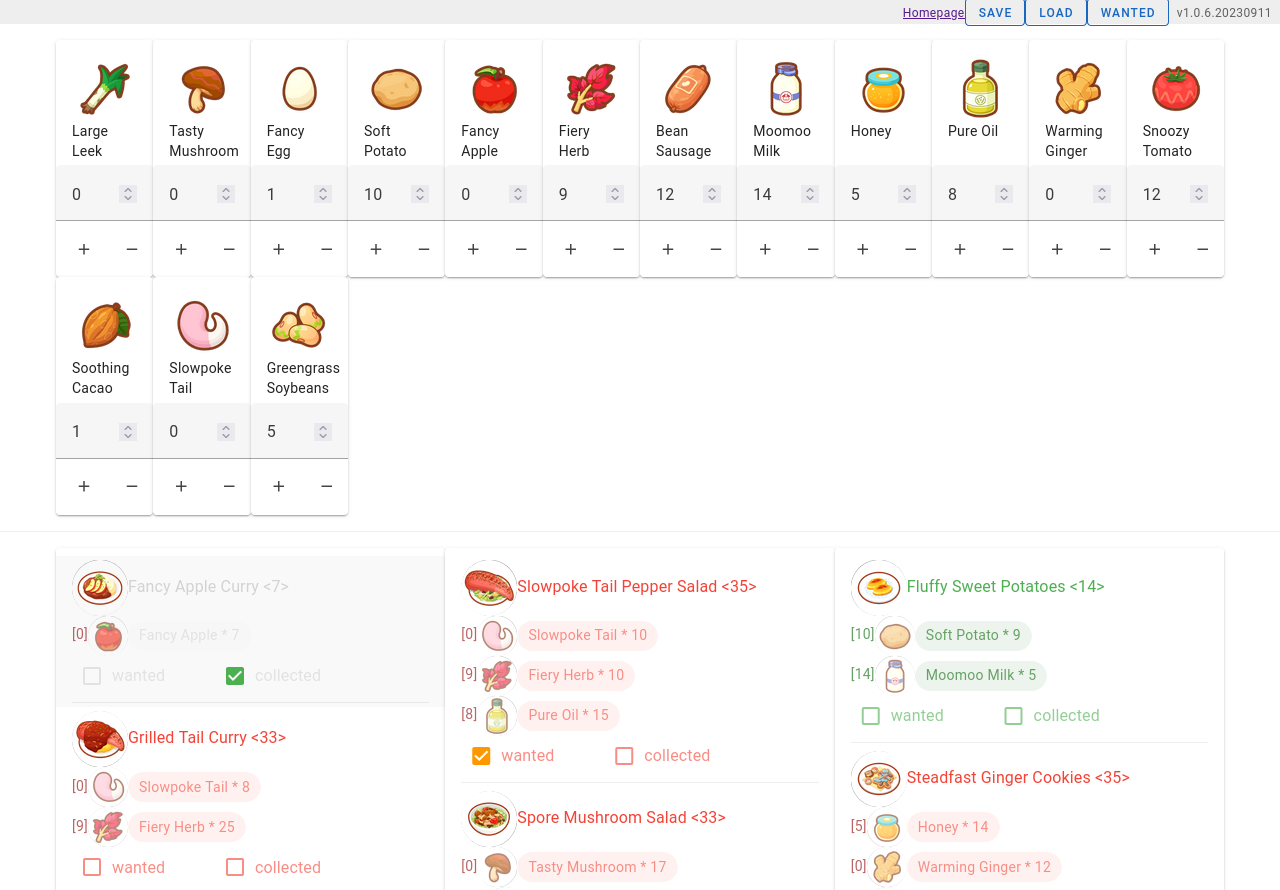 Homepage SAVE LOAD WANTED v1.0.6.20230911
Large Leek
Tasty Mushroom
Fancy Egg
Soft Potato
Fancy Apple
Fiery Herb
Bean Sausage
Moomoo Milk
Honey
Pure Oil
Warming Ginger
Snoozy Tomato
0 0 1 10 0 9 12 14 5 8 0 12
+ − + − + − + − + − + − + − + − + − + − + − + −
Soothing Cacao
Slowpoke Tail
Greengrass Soybeans
1 0 5
+ − + − + −
Fancy Apple Curry <7>
[0] Fancy Apple * 7
wanted collected
Grilled Tail Curry <33>
[0] Slowpoke Tail * 8
[9] Fiery Herb * 25
wanted collected
Slowpoke Tail Pepper Salad <35>
[0] Slowpoke Tail * 10
[9] Fiery Herb * 10
[8] Pure Oil * 15
wanted collected
Spore Mushroom Salad <33>
[0] Tasty Mushroom * 17
Fluffy Sweet Potatoes <14>
[10] Soft Potato * 9
[14] Moomoo Milk * 5
wanted collected
Steadfast Ginger Cookies <35>
[5] Honey * 14
[0] Warming Ginger * 12